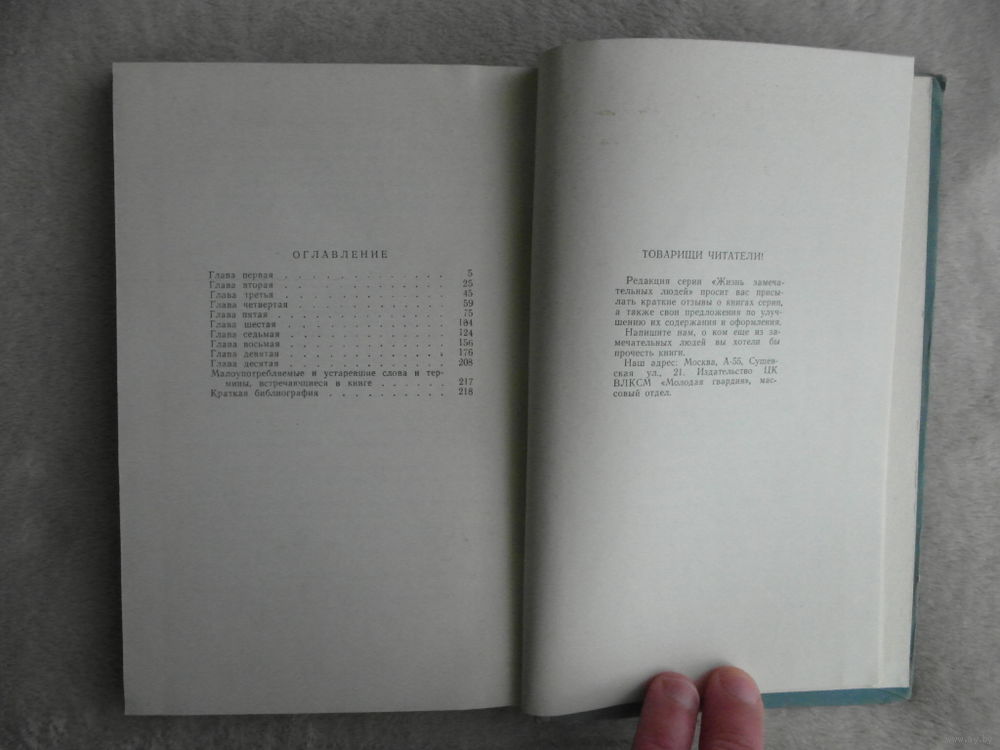 ОГЛАВЛЕНИЕ
Глава первая . . . . . . . . . . . . 5
Глава вторая . . . . . . . . . . . . 25
Глава третья . . . . . . . . . . . . 45
Глава четвертая . . . . . . . . . . . 59
Глава пятая . . . . . . . . . . . . 75
Глава шестая . . . . . . . . . . . . 104
Глава седьмая . . . . . . . . . . . 124
Глава восьмая . . . . . . . . . . . 156
Глава девятая . . . . . . . . . . . 176
Глава десятая . . . . . . . . . . . 208
Малоупотребляемые и устаревшие слова и тер-
мины, встречающиеся в книге . . . . . 217
Краткая библиография . . . . . . . . . 218
ТОВАРИЩИ ЧИТАТЕЛИ!
Редакция серии «Жизнь замеча-
тельных людей» просит вас присы-
лать краткие отзывы о книгах серии,
а также свои предложения по улуч-
шению их содержания и оформления.
Напишите нам, о ком еще из за-
мечательных людей вы хотели бы
прочесть книги.
Наш адрес: Москва, А-55, Сущев-
ская ул., 21. Издательство ЦК
ВЛКСМ «Молодая гвардия», мас-
совый отдел.